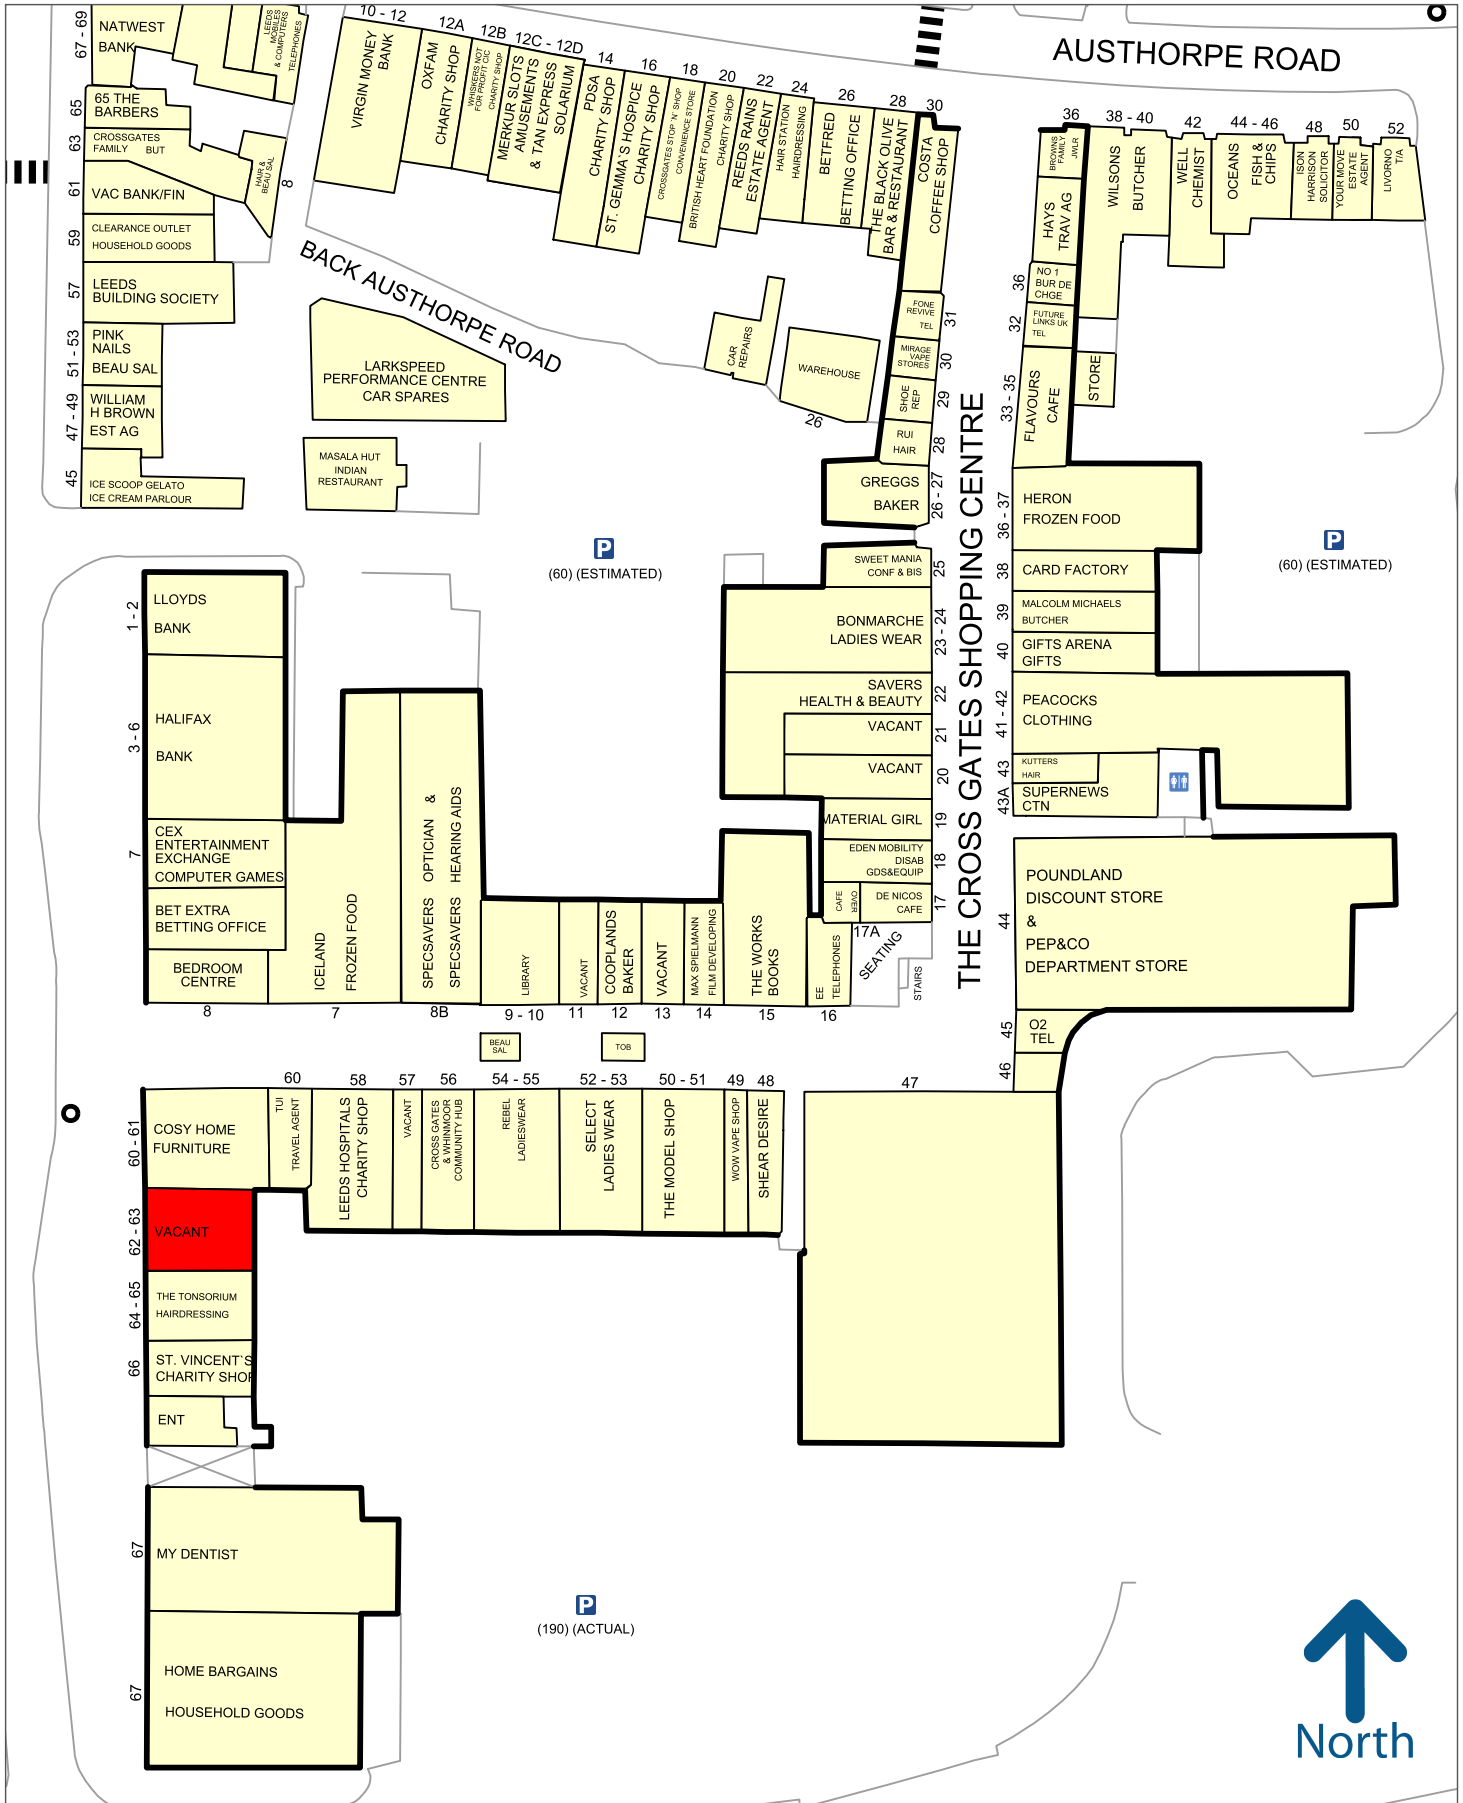 67 - 69
NATWEST
BANK
LEEDS
MOBILES
& COMPUTERS
TELEPHONES
65
65 THE
BARBERS
63
CROSSGATES
FAMILY BUT
HAIR &
BEAU SAL
8
61
VAC BANK/FIN
59
CLEARANCE OUTLET
HOUSEHOLD GOODS
57
LEEDS
BUILDING SOCIETY
51 - 53
PINK
NAILS
BEAU SAL
47 - 49
WILLIAM
H BROWN
EST AG
45
ICE SCOOP GELATO
ICE CREAM PARLOUR
10 - 12
VIRGIN MONEY
BANK
12A
OXFAM
CHARITY SHOP
12B
WHISKERS NOT
FOR PROFIT CIC
CHARITY SHOP
12C - 12D
MERKUR SLOTS
AMUSEMENTS
& TAN EXPRESS
SOLARIUM
14
PDSA
CHARITY SHOP
16
ST. GEMMA`S HOSPICE
CHARITY SHOP
18
CROSSGATES STOP `N` SHOP
CONVENIENCE STORE
20
BRITISH HEART FOUNDATION
CHARITY SHOP
22
REEDS RAINS
ESTATE AGENT
24
HAIR STATION
HAIRDRESSING
26
BETFRED
BETTING OFFICE
28
THE BLACK OLIVE
BAR & RESTAURANT
30
COSTA
COFFEE SHOP
AUSTHORPE ROAD
36
BROWNS
FAMILY
JWLR
38 - 40
WILSONS
BUTCHER
42
WELL
CHEMIST
44 - 46
OCEANS
FISH &
CHIPS
48
ISON
HARRISON
SOLICITOR
50
YOUR MOVE
ESTATE
AGENT
52
LIVORNO
T/A
BACK AUSTHORPE ROAD
LARKSPEED
PERFORMANCE CENTRE
CAR SPARES
MASALA HUT
INDIAN
RESTAURANT
CAR
REPAIRS
WAREHOUSE
26
31
FONE
REVIVE
TEL
30
MIRAGE
VAPE
STORES
29
SHOE
REP
28
RUI
HAIR
26 - 27
GREGGS
BAKER
25
SWEET MANIA
CONF & BIS
23 - 24
BONMARCHE
LADIES WEAR
22
SAVERS
HEALTH & BEAUTY
21
VACANT
20
VACANT
19
MATERIAL GIRL
18
EDEN MOBILITY
DISAB
GDS&EQUIP
17
CAFE
OVER
DE NICOS
CAFE
17A
SEATING
STAIRS
THE CROSS GATES SHOPPING CENTRE
HAYS
TRAV AG
36
NO 1
BUR DE
CHGE
32
FUTURE
LINKS UK
TEL
33 - 35
FLAVOURS
CAFE
STORE
36 - 37
HERON
FROZEN FOOD
38
CARD FACTORY
39
MALCOLM MICHAELS
BUTCHER
40
GIFTS ARENA
GIFTS
41 - 42
PEACOCKS
CLOTHING
43
KUTTERS
HAIR
43A
SUPERNEWS
CTN
44
POUNDLAND
DISCOUNT STORE
&
PEP&CO
DEPARTMENT STORE
45
O2
TEL
46
47
P
(60) (ESTIMATED)
P
(60) (ESTIMATED)
1 - 2
LLOYDS
BANK
3 - 6
HALIFAX
BANK
7
CEX
ENTERTAINMENT
EXCHANGE
COMPUTER GAMES
BET EXTRA
BETTING OFFICE
BEDROOM
CENTRE
8
ICELAND
FROZEN FOOD
7
SPECSAVERS OPTICIAN &
SPECSAVERS HEARING AIDS
8B
LIBRARY
9 - 10
VACANT
11
COOPLANDS
BAKER
12
VACANT
13
MAX SPIELMANN
FILM DEVELOPING
14
THE WORKS
BOOKS
15
EE
TELEPHONES
16
BEAU
SAL
TOB
60 - 61
COSY HOME
FURNITURE
60
TUI
TRAVEL AGENT
58
LEEDS HOSPITALS
CHARITY SHOP
57
VACANT
56
CROSS GATES
& WHINMOOR
COMMUNITY HUB
54 - 55
REBEL
LADIESWEAR
52 - 53
SELECT
LADIES WEAR
50 - 51
THE MODEL SHOP
49
WOW VAPE SHOP
48
SHEAR DESIRE
62 - 63
VACANT
64 - 65
THE TONSORIUM
HAIRDRESSING
66
ST. VINCENT`S
CHARITY SHOP
ENT
67
MY DENTIST
67
HOME BARGAINS
HOUSEHOLD GOODS
P
(190) (ACTUAL)
North